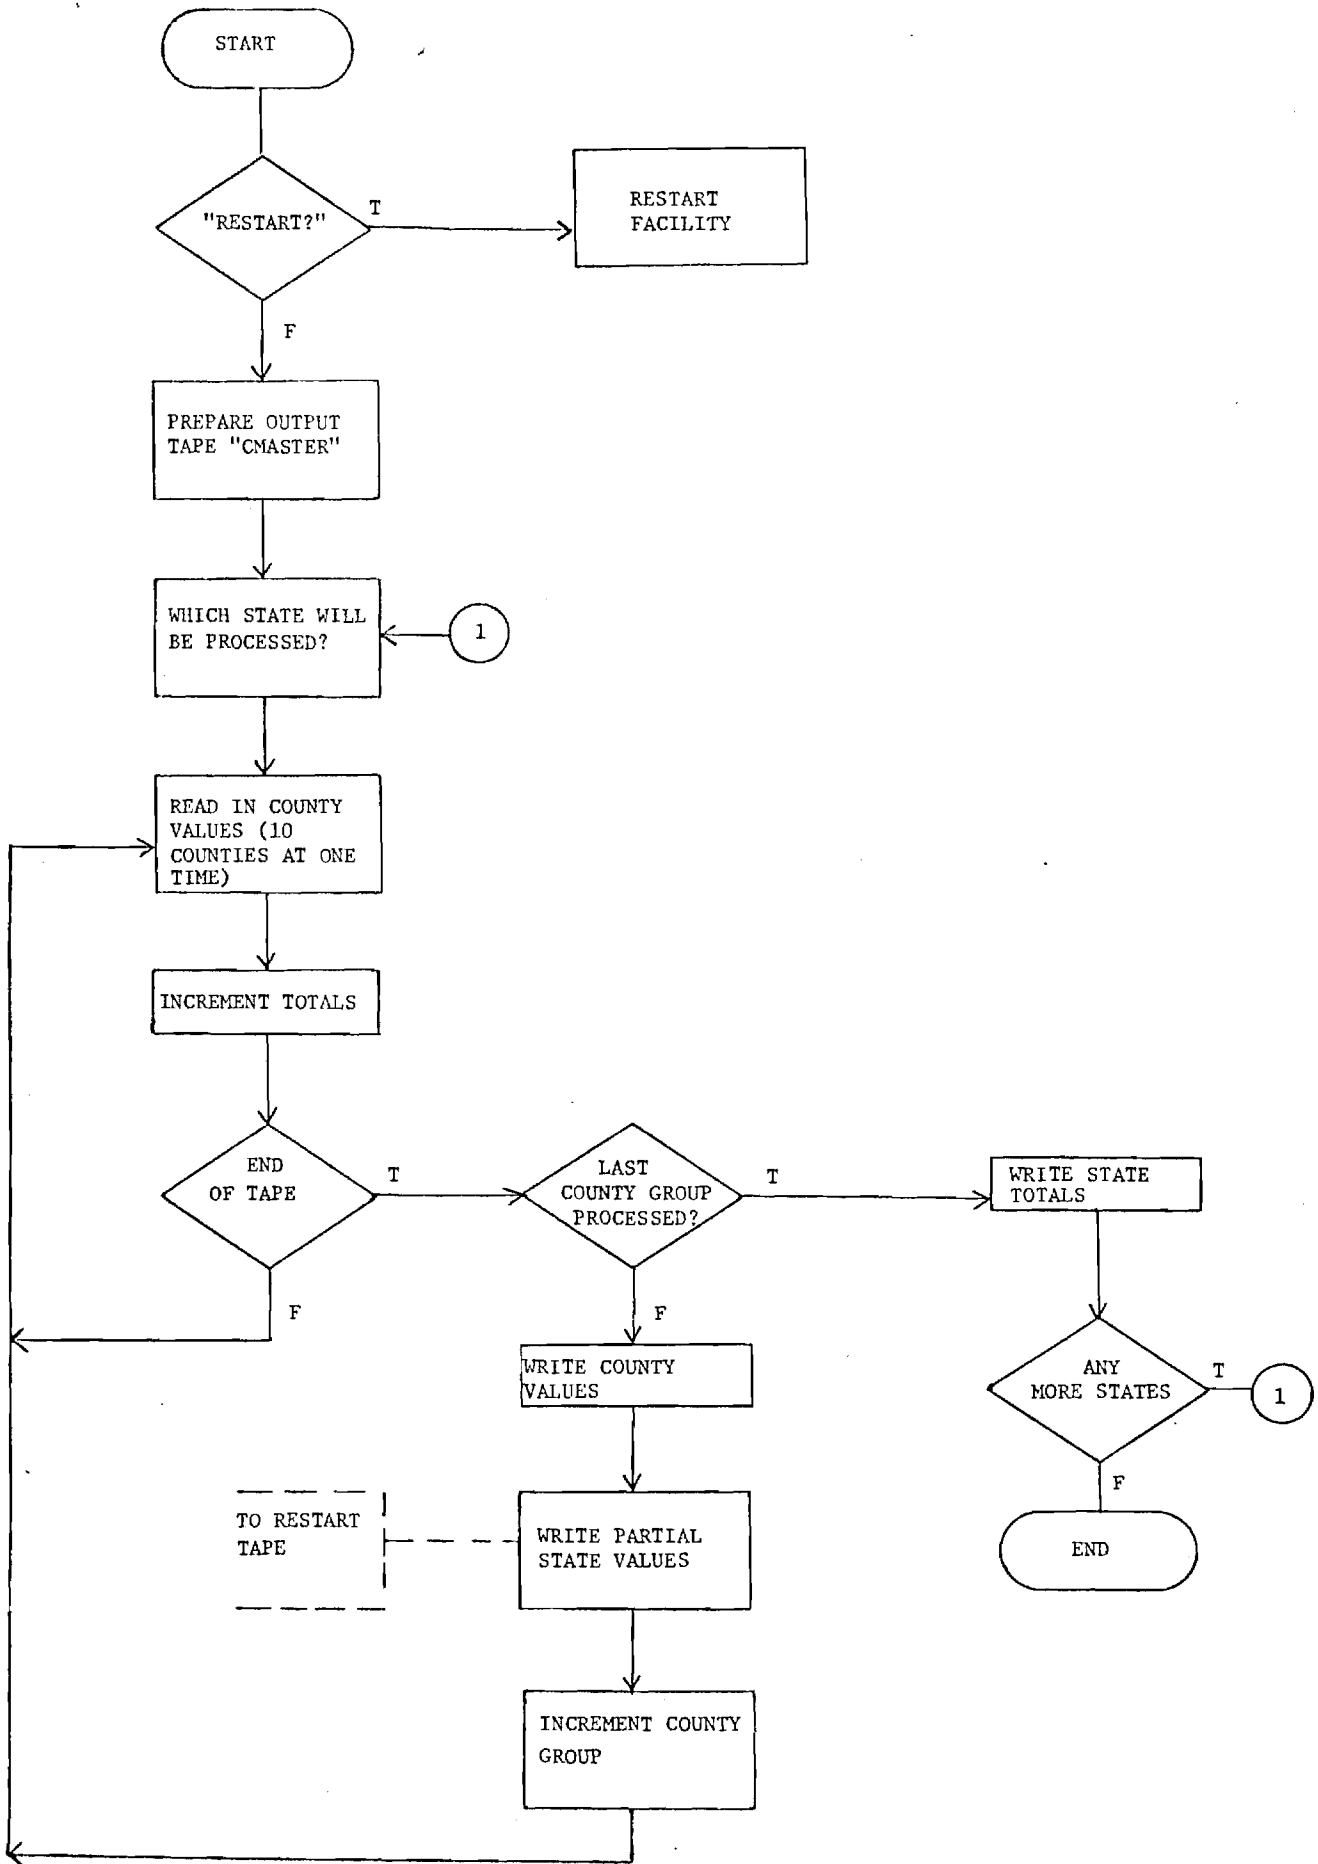 START
"RESTART?"
T
RESTART
FACILITY
F
PREPARE OUTPUT
TAPE "CMASTER"
WHICH STATE WILL
BE PROCESSED?
1
READ IN COUNTY
VALUES (10
COUNTIES AT ONE
TIME)
INCREMENT TOTALS
END
OF TAPE
T
F
LAST
COUNTY GROUP
PROCESSED?
T
F
WRITE STATE
TOTALS
ANY
MORE STATES
T
1
F
END
WRITE COUNTY
VALUES
TO RESTART
TAPE
WRITE PARTIAL
STATE VALUES
INCREMENT COUNTY
GROUP